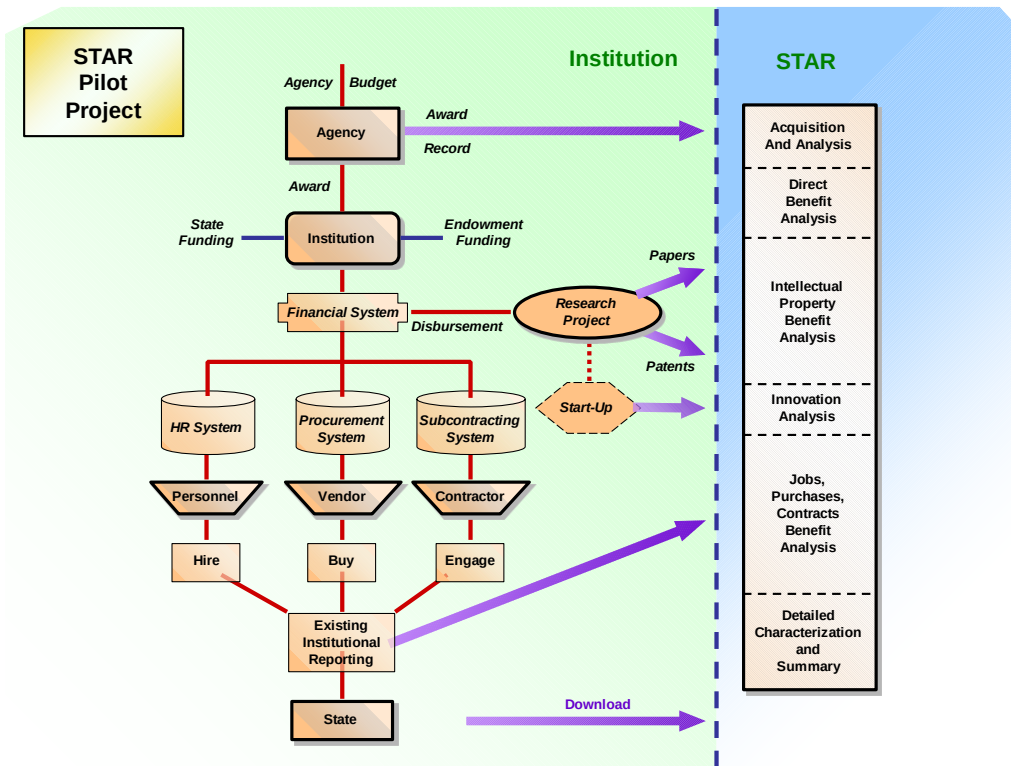 STAR
Pilot
Project
Institution
STAR
Agency Budget
Agency
Award
Record
Award
State
Funding
Institution
Endowment
Funding
Financial System
Disbursement
Research
Project
Papers
Patents
Start-Up
HR System
Procurement
System
Subcontracting
System
Personnel
Vendor
Contractor
Hire
Buy
Engage
Existing
Institutional
Reporting
State
Download
Acquisition
And Analysis
Direct
Benefit
Analysis
Intellectual
Property
Benefit
Analysis
Innovation
Analysis
Jobs,
Purchases,
Contracts
Benefit
Analysis
Detailed
Characterization
and
Summary